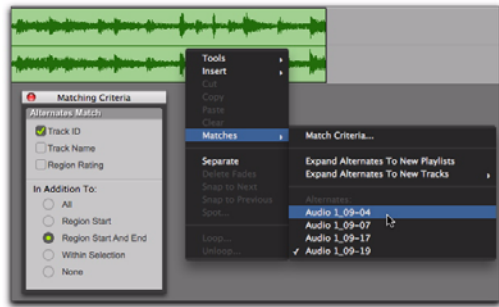 Matching Criteria
Alternates Match
Track ID
Track Name
Region Rating
In Addition To:
All
Region Start
Region Start And End
Within Selection
None
Tools
Insert
Cut
Copy
Paste
Clear
Matches
Separate
Delete Fades
Snap to Next
Snap to Previous
Spot...
Loop...
Unloop...
Match Criteria...
Expand Alternates To New Playlists
Expand Alternates To New Tracks
Alternates:
Audio 1_09-04
Audio 1_09-07
Audio 1_09-17
✓ Audio 1_09-19